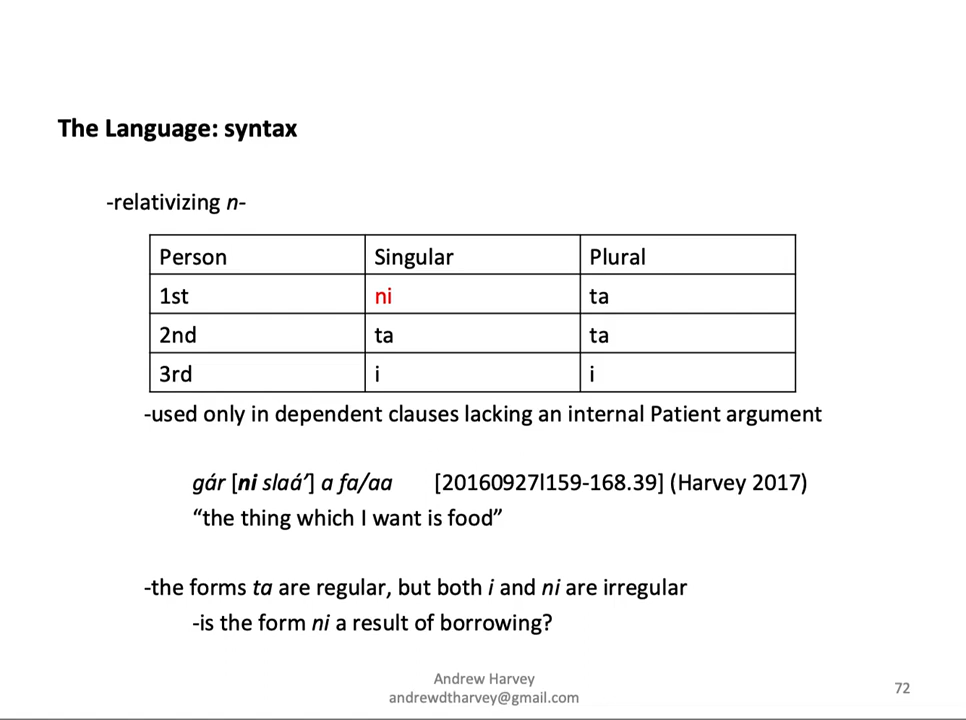 The Language: syntax
-relativizing n-
Person Singular Plural
1st ni ta
2nd ta ta
3rd i i
-used only in dependent clauses lacking an internal Patient argument
gár [ni slaá’] a fa/aa [20160927l159-168.39] (Harvey 2017)
“the thing which I want is food”
-the forms ta are regular, but both i and ni are irregular
-is the form ni a result of borrowing?
Andrew Harvey
andrewdtharvey@gmail.com
72